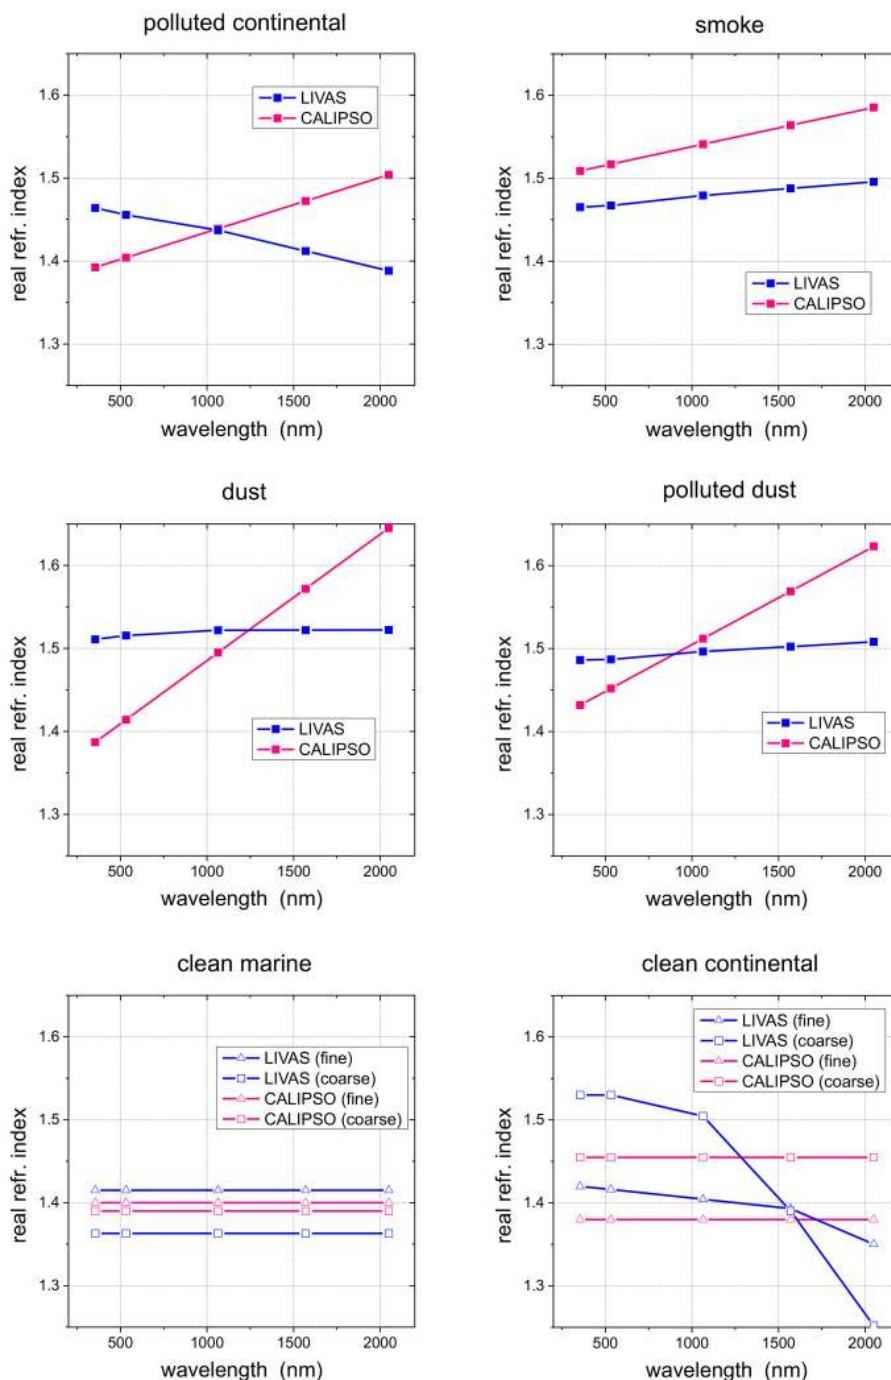 polluted continental
smoke
real refr. index
1.6
1.5
1.4
1.3
LIVAS
CALIPSO
500 1000 1500 2000
wavelength (nm)
real refr. index
1.6
1.5
1.4
1.3
LIVAS
CALIPSO
500 1000 1500 2000
wavelength (nm)
dust
polluted dust
real refr. index
1.6
1.5
1.4
1.3
LIVAS
CALIPSO
500 1000 1500 2000
wavelength (nm)
real refr. index
1.6
1.5
1.4
1.3
LIVAS
CALIPSO
500 1000 1500 2000
wavelength (nm)
clean marine
clean continental
real refr. index
1.6
1.5
1.4
1.3
LIVAS (fine)
LIVAS (coarse)
CALIPSO (fine)
CALIPSO (coarse)
500 1000 1500 2000
wavelength (nm)
real refr. index
1.6
1.5
1.4
1.3
LIVAS (fine)
LIVAS (coarse)
CALIPSO (fine)
CALIPSO (coarse)
500 1000 1500 2000
wavelength (nm)